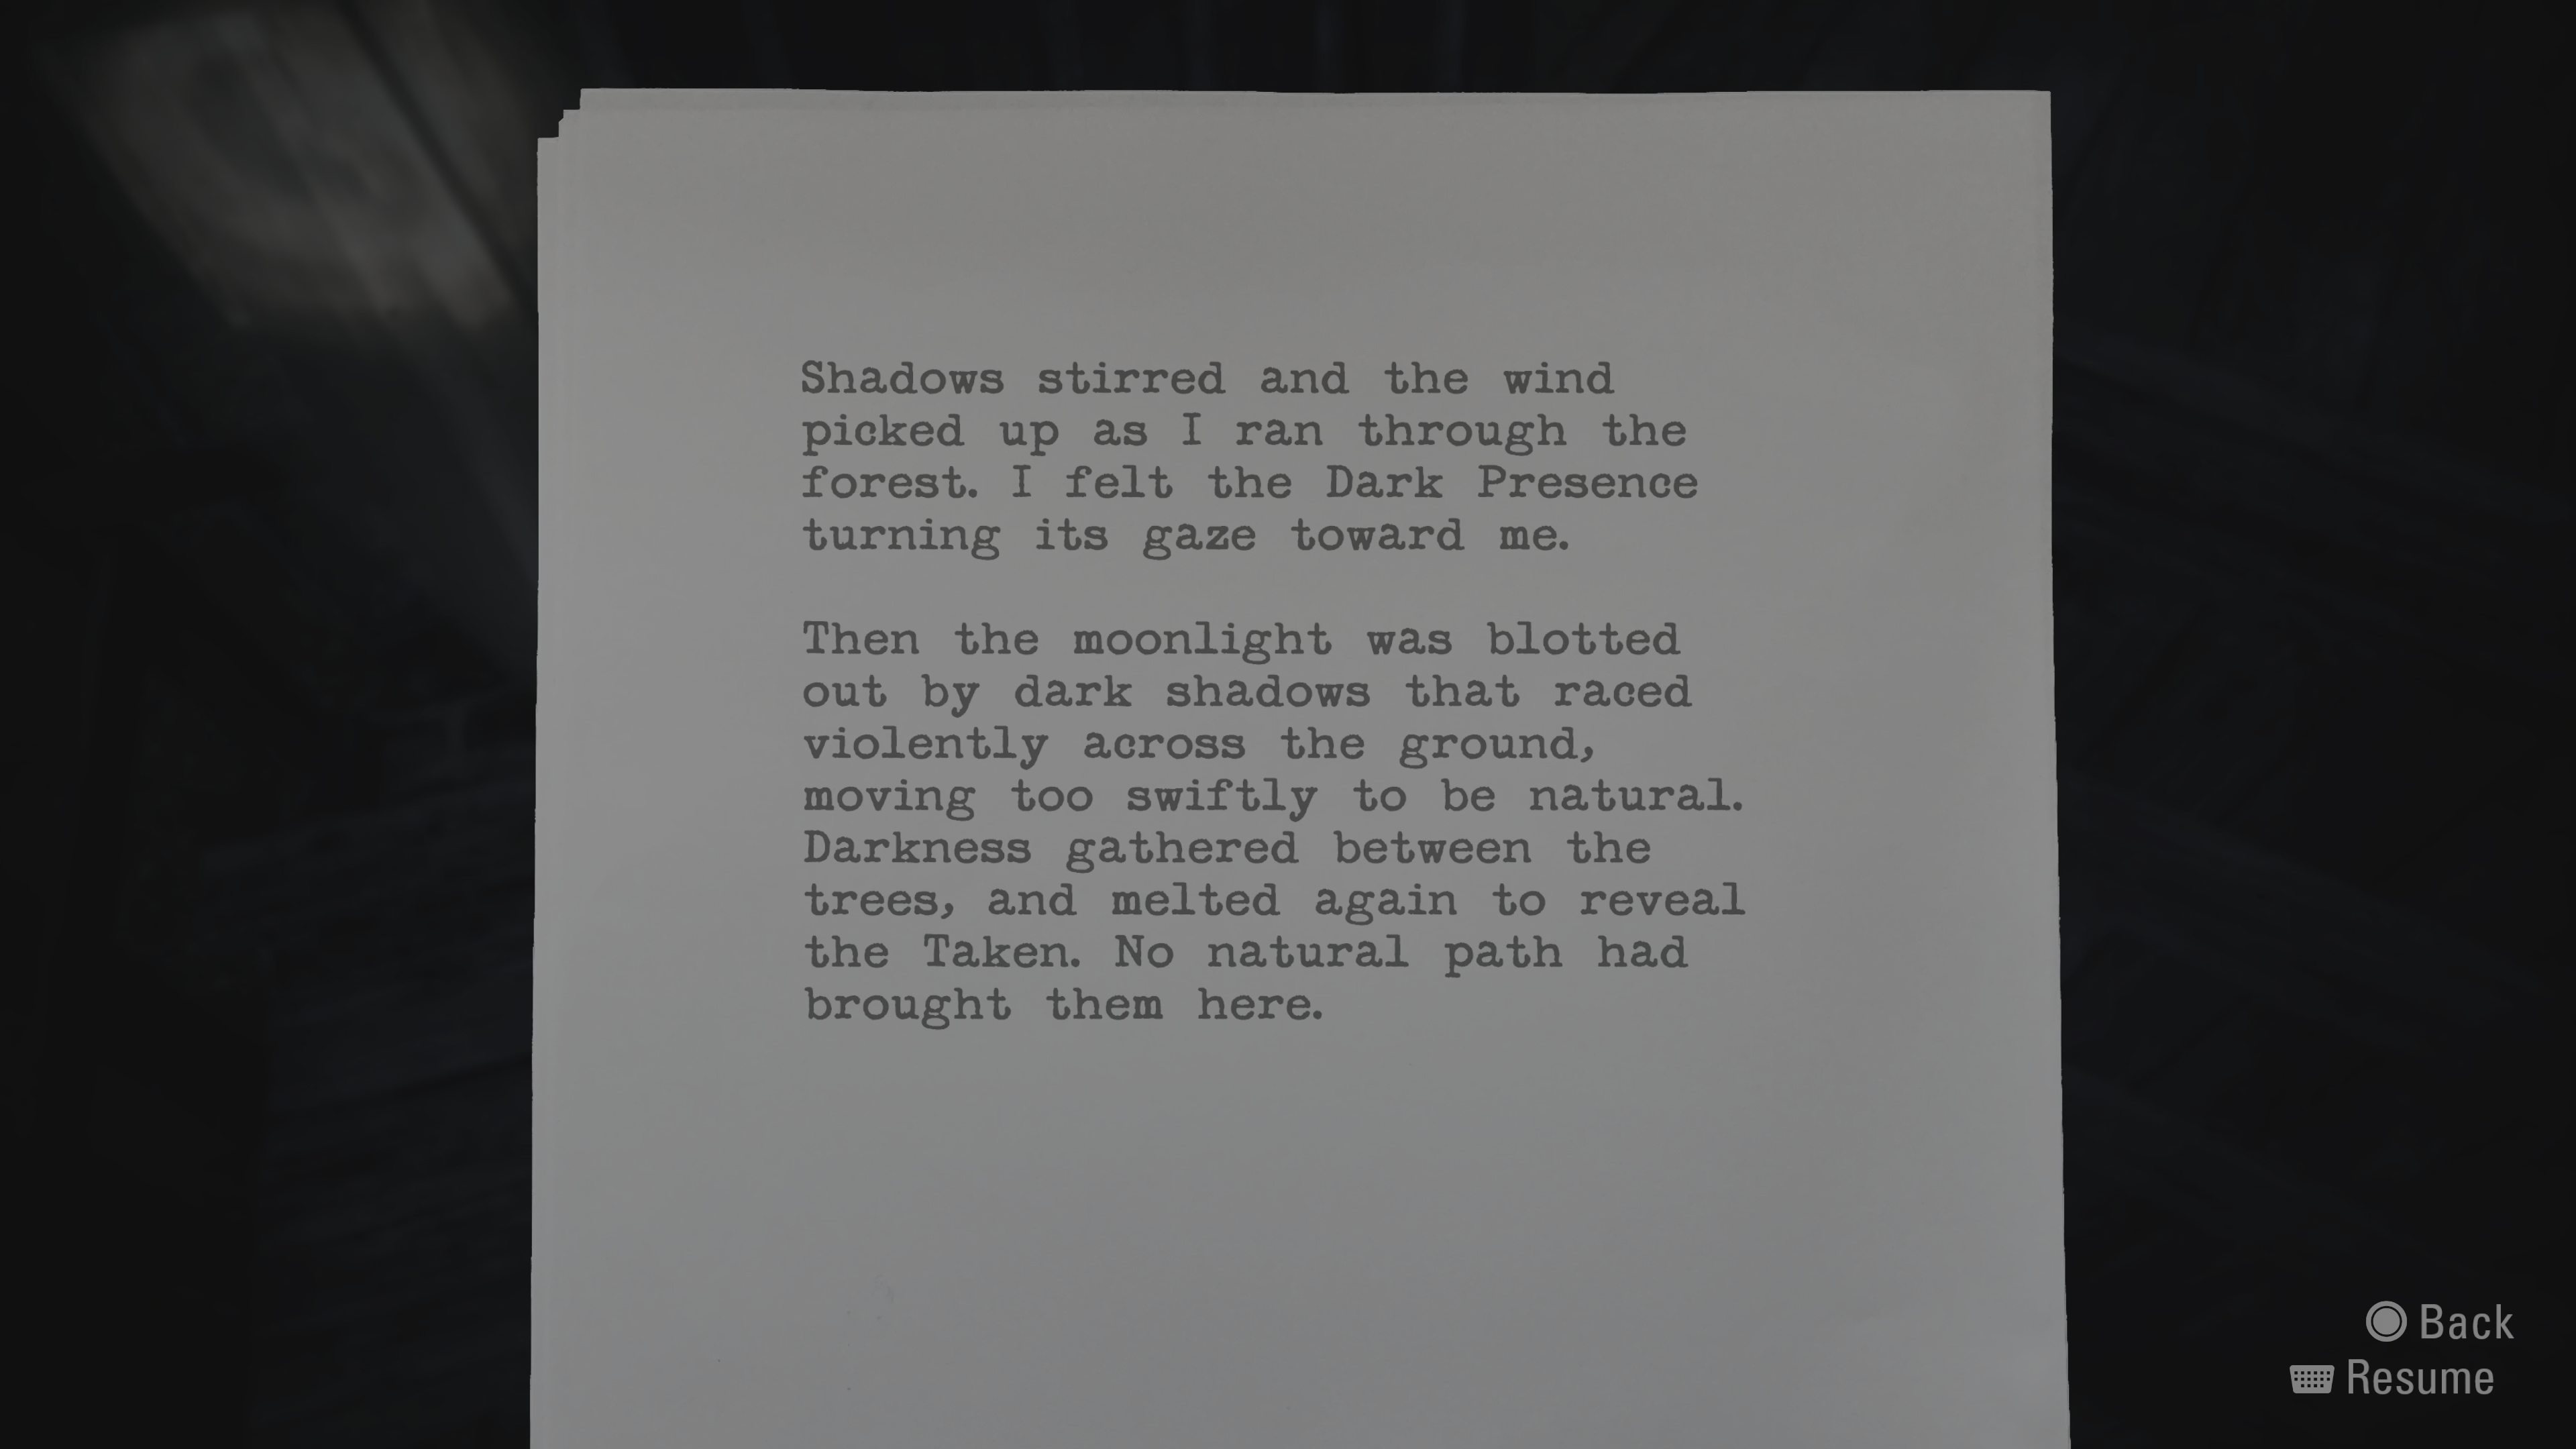 Shadows stirred and the wind
picked up as I ran through the
forest. I felt the Dark Presence
turning its gaze toward me.
Then the moonlight was blotted
out by dark shadows that raced
violently across the ground,
moving too swiftly to be natural.
Darkness gathered between the
trees, and melted again to reveal
the Taken. No natural path had
brought them here.
Back
Resume